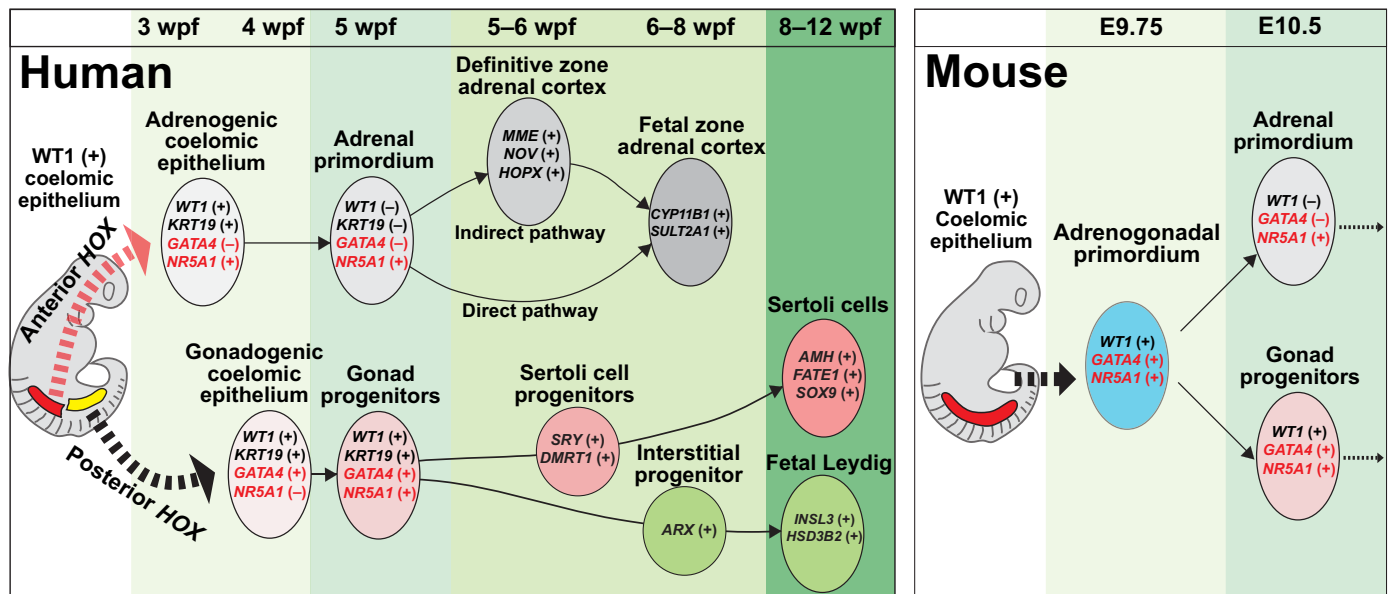 3 wpf
4 wpf
5 wpf
5–6 wpf
6–8 wpf
8–12 wpf
Human
WT1 (+)
coelomic
epithelium
Anterior HOX
Posterior HOX
Adrenogenic
coelomic
epithelium
WT1 (+)
KRT19 (+)
GATA4 (–)
NR5A1 (+)
Adrenal
primordium
WT1 (–)
KRT19 (–)
GATA4 (–)
NR5A1 (+)
Definitive zone
adrenal cortex
MME (+)
NOV (+)
HOPX (+)
Indirect pathway
Direct pathway
Fetal zone
adrenal cortex
CYP11B1 (+)
SULT2A1 (+)
Gonadogenic
coelomic
epithelium
WT1 (+)
KRT19 (+)
GATA4 (+)
NR5A1 (–)
Gonad
progenitors
WT1 (+)
KRT19 (+)
GATA4 (+)
NR5A1 (+)
Sertoli cell
progenitors
SRY (+)
DMRT1 (+)
Sertoli cells
AMH (+)
FATE1 (+)
SOX9 (+)
Interstitial
progenitor
ARX (+)
Fetal Leydig
INSL3 (+)
HSD3B2 (+)
E9.75
E10.5
Mouse
WT1 (+)
Coelomic
epithelium
Adrenogonadal
primordium
WT1 (+)
GATA4 (+)
NR5A1 (+)
Adrenal
primordium
WT1 (–)
GATA4 (–)
NR5A1 (+)
Gonad
progenitors
WT1 (+)
GATA4 (+)
NR5A1 (+)